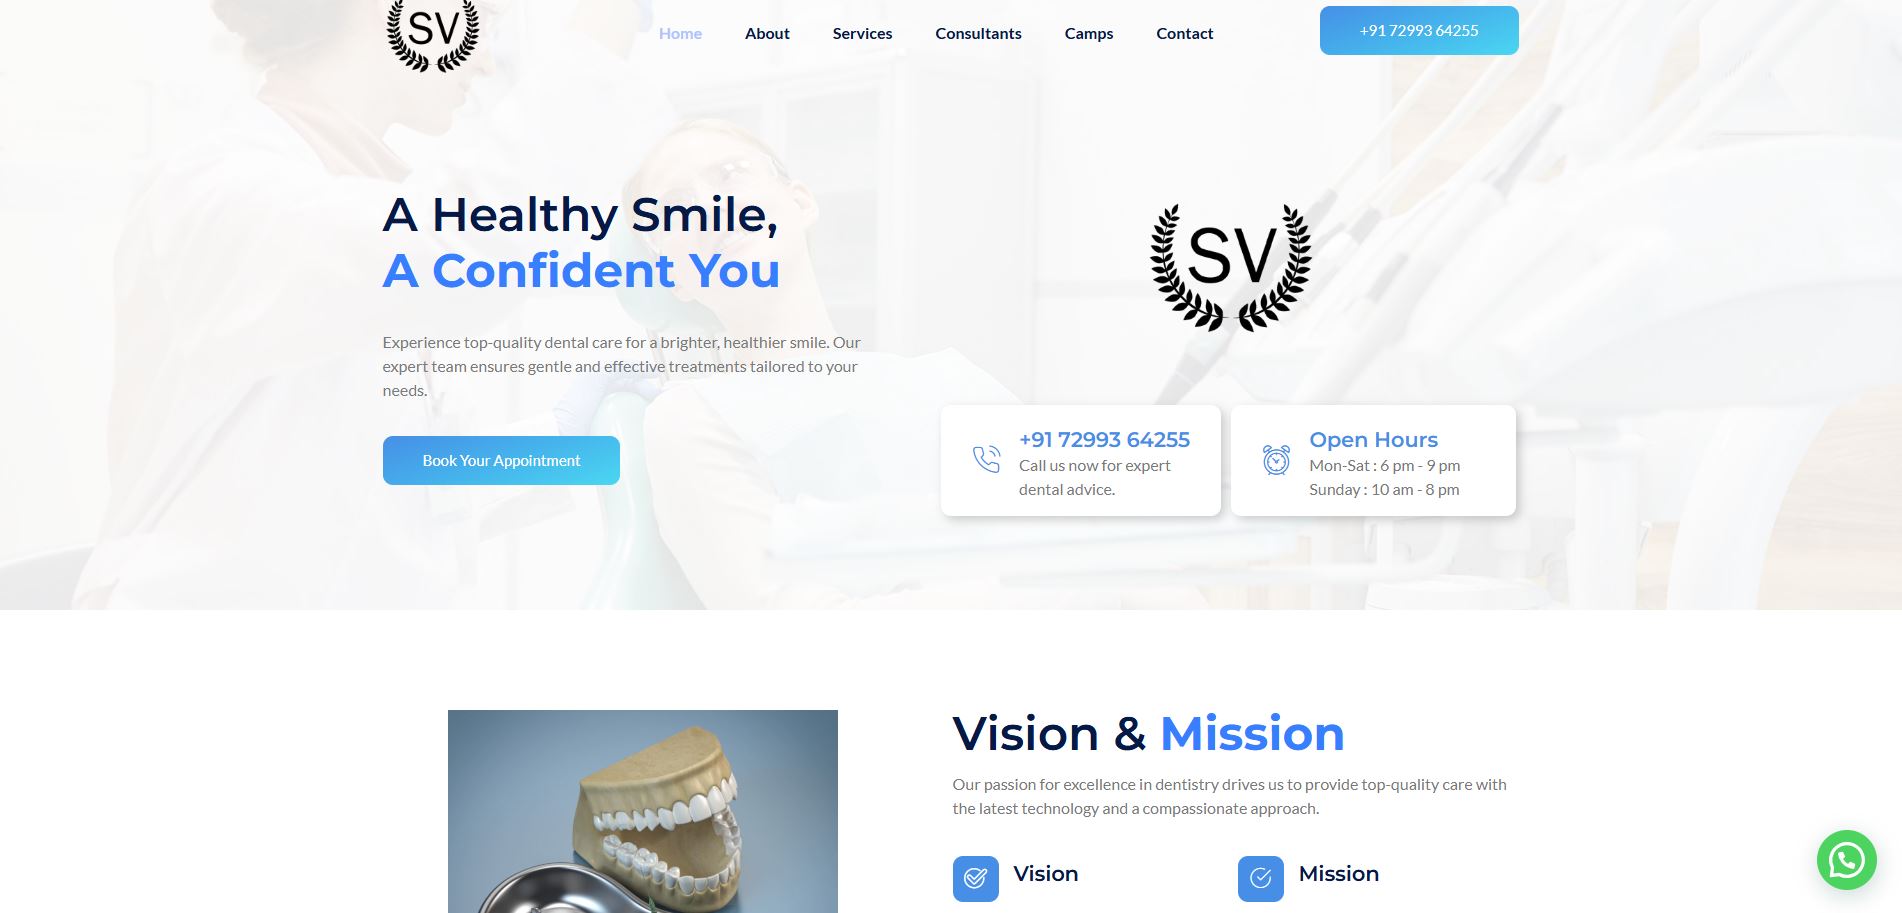 SV
Home About Services Consultants Camps Contact
+91 72993 64255
A Healthy Smile,
A Confident You
Experience top-quality dental care for a brighter, healthier smile. Our
expert team ensures gentle and effective treatments tailored to your
needs.
Book Your Appointment
SV
+91 72993 64255
Call us now for expert
dental advice.
Open Hours
Mon-Sat : 6 pm - 9 pm
Sunday : 10 am - 8 pm
Vision & Mission
Our passion for excellence in dentistry drives us to provide top-quality care with
the latest technology and a compassionate approach.
Vision
Mission